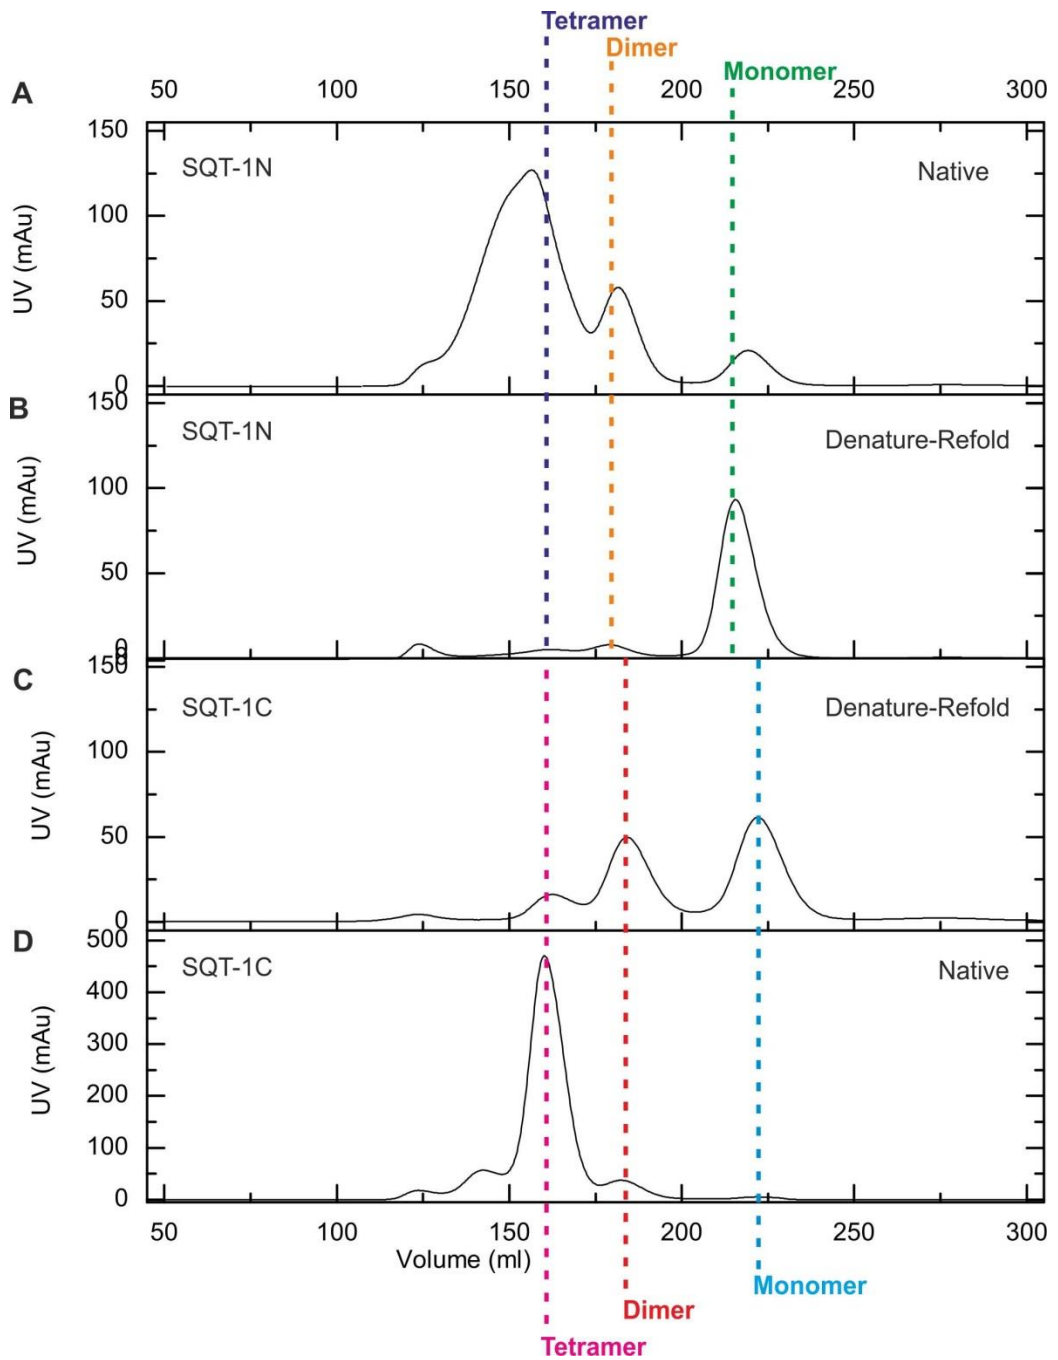 Tetramer
Dimer
Monomer
A
50 100 150 200 250 300
150
SQT-1N Native
100
UV (mAu)
50
0
B
150
SQT-1N Denature-Refold
100
UV (mAu)
50
0
C
150
SQT-1C Denature-Refold
100
UV (mAu)
50
0
D
500
SQT-1C Native
400
300
UV (mAu)
200
100
0
50 100 150 200 250 300
Volume (ml)
Monomer
Dimer
Tetramer